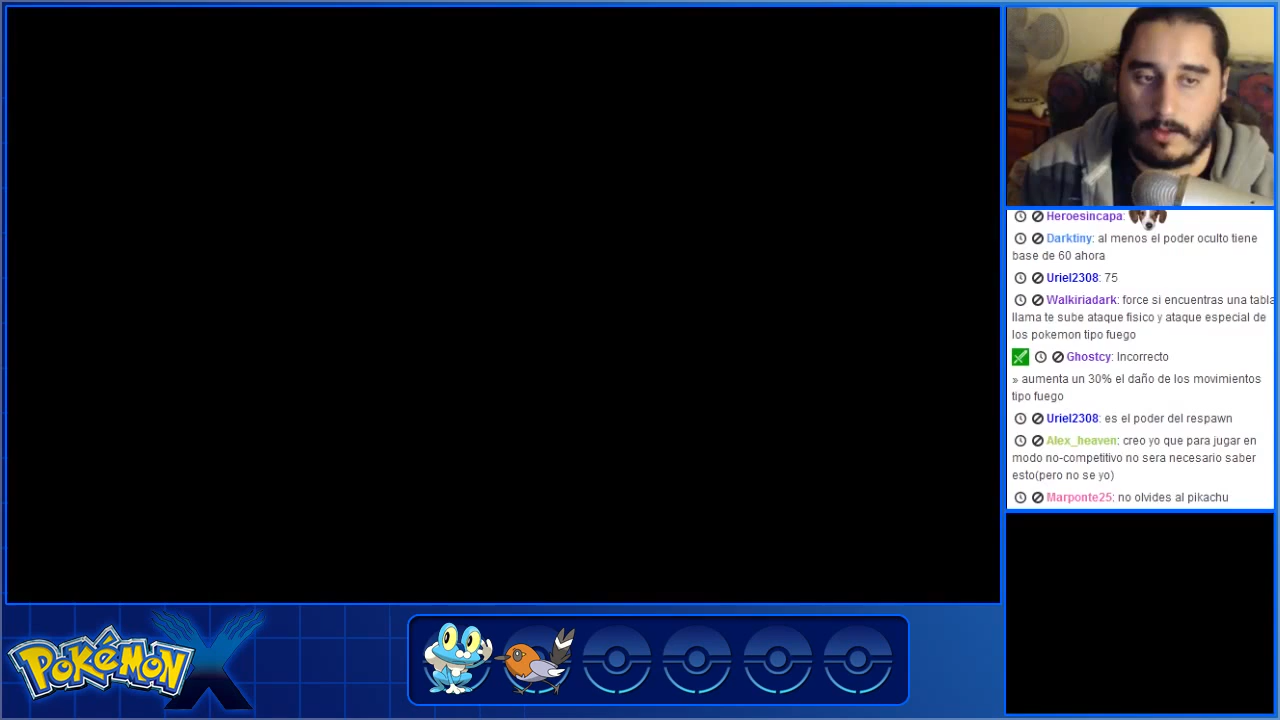 Heroesincapa:
Darktiny: al menos el poder oculto tiene
base de 60 ahora
Uriel2308: 75
Walkiriadark: force si encuentras una tabla
llama te sube ataque fisico y ataque especial de
los pokemon tipo fuego
Ghostcy: Incorrecto
» aumenta un 30% el daño de los movimientos
tipo fuego
Uriel2308: es el poder del respawn
Alex_heaven: creo yo que para jugar en
modo no-competitivo no sera necesario saber
esto(pero no se yo)
Marponte25: no olvides al pikachu
POKéMON X